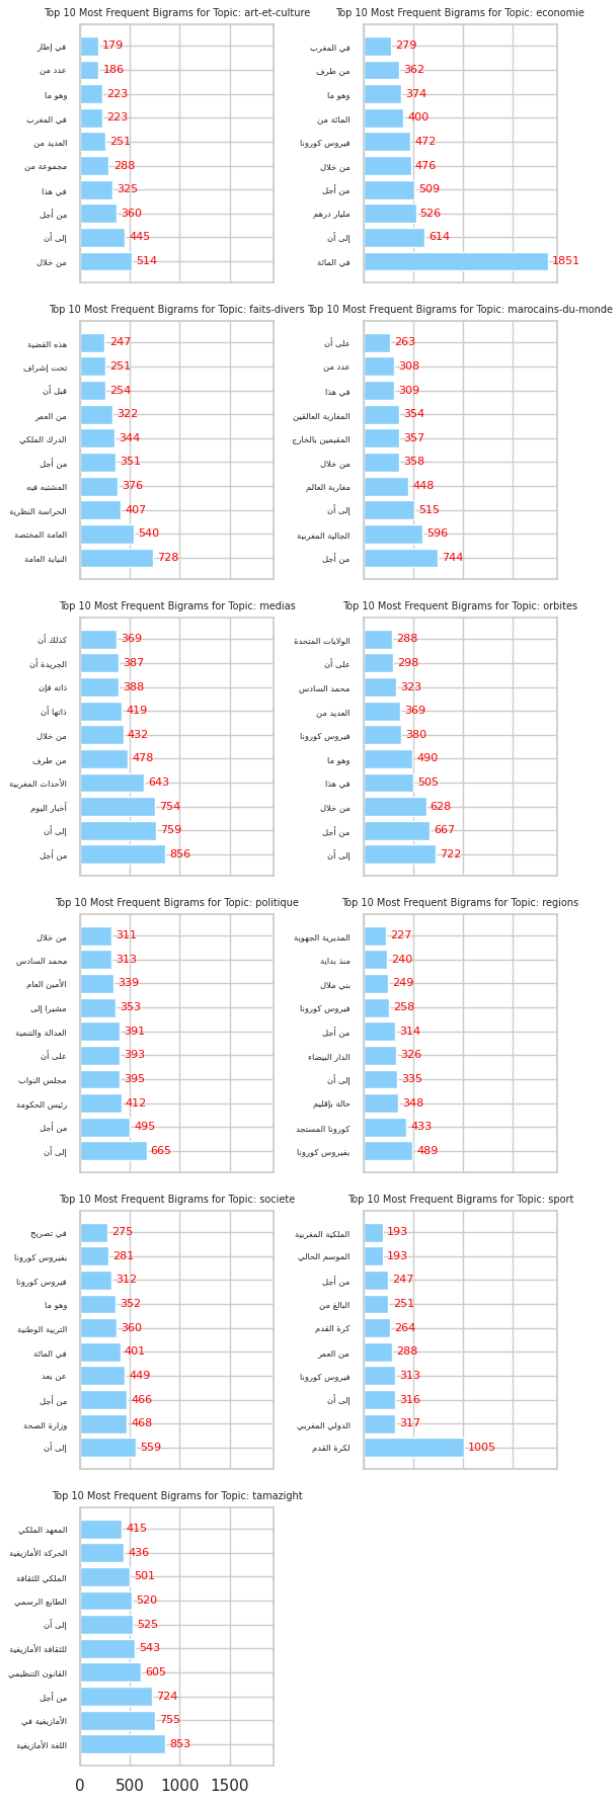 Top 10 Most Frequent Bigrams for Topic: art-et-culture
في إطار 179
عدد من 186
وهو ما 223
في المغرب 223
العديد من 251
مجموعة من 288
في هذا 325
من أجل 360
إلى أن 445
من خلال 514
Top 10 Most Frequent Bigrams for Topic: economie
في المغرب 279
من طرف 362
وهو ما 374
المائة من 400
فيروس كورونا 472
من خلال 476
من أجل 509
مليار درهم 526
إلى أن 614
في المائة 1851
Top 10 Most Frequent Bigrams for Topic: faits-divers
هذه القضية 247
تحت إشراف 251
قبل أن 254
من العمر 322
الدرك الملكي 344
من أجل 351
المشتبه فيه 376
الحراسة النظرية 407
العامة المختصة 540
النيابة العامة 728
Top 10 Most Frequent Bigrams for Topic: marocains-du-monde
على أن 263
عدد من 308
في هذا 309
المغاربة العالقين 354
المقيمين بالخارج 357
من خلال 358
مغاربة العالم 448
إلى أن 515
الجالية المغربية 596
من أجل 744
Top 10 Most Frequent Bigrams for Topic: medias
كذلك أن 369
الجريدة أن 387
ذاته فإن 388
ذاتها أن 419
من خلال 432
من طرف 478
الأحداث المغربية 643
أخبار اليوم 754
إلى أن 759
من أجل 856
Top 10 Most Frequent Bigrams for Topic: orbites
الولايات المتحدة 288
على أن 298
محمد السادس 323
العديد من 369
فيروس كورونا 380
وهو ما 490
في هذا 505
من خلال 628
من أجل 667
إلى أن 722
Top 10 Most Frequent Bigrams for Topic: politique
من خلال 311
محمد السادس 313
الأمين العام 339
مشيرا إلى 353
العدالة والتنمية 391
على أن 393
مجلس النواب 395
رئيس الحكومة 412
من أجل 495
إلى أن 665
Top 10 Most Frequent Bigrams for Topic: regions
المديرية الجهوية 227
منذ بداية 240
بني ملال 249
فيروس كورونا 258
من أجل 314
الدار البيضاء 326
إلى أن 335
حالة بإقليم 348
كورونا المستجد 433
بفيروس كورونا 489
Top 10 Most Frequent Bigrams for Topic: societe
في تصريح 275
بفيروس كورونا 281
فيروس كورونا 312
وهو ما 352
التربية الوطنية 360
في المائة 401
عن بعد 449
من أجل 466
وزارة الصحة 468
إلى أن 559
Top 10 Most Frequent Bigrams for Topic: sport
الملكية المغربية 193
الموسم الحالي 193
من أجل 247
البالغ من 251
كرة القدم 264
من العمر 288
فيروس كورونا 313
إلى أن 316
الدولي المغربي 317
لكرة القدم 1005
Top 10 Most Frequent Bigrams for Topic: tamazight
المعهد الملكي 415
الحركة الأمازيغية 436
الملكي للثقافة 501
الطابع الرسمي 520
إلى أن 525
للثقافة الأمازيغية 543
القانون التنظيمي 605
من أجل 724
الأمازيغية في 755
اللغة الأمازيغية 853
0 500 1000 1500